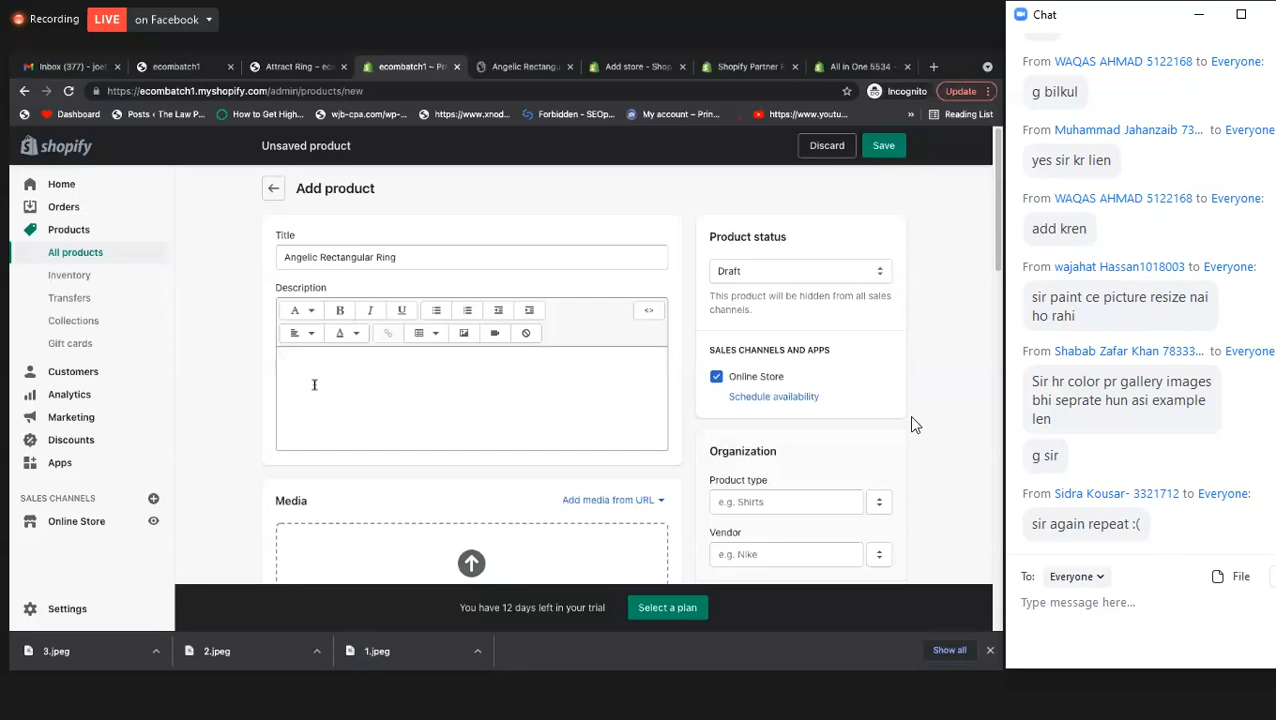 Recording LIVE on Facebook
Inbox (377) – joel
ecombatch1
Attract Ring – eco
ecombatch1 ~ Pr
Angelic Rectangu
Add store · Shopi
Shopify Partner F
All in One 5534 –
https://ecombatch1.myshopify.com/admin/products/new
Incognito
Update
Dashboard
Posts ‹ The Law P...
How to Get High...
wjb-cpa.com/wp-...
https://www.xnod...
Forbidden - SEOp...
My account – Prin...
https://www.youtu...
»
Reading List
shopify
Unsaved product
Discard
Save
Home
Orders
Products
All products
Inventory
Transfers
Collections
Gift cards
Customers
Analytics
Marketing
Discounts
Apps
SALES CHANNELS
Online Store
Settings
Add product
Title
Angelic Rectangular Ring
Description
A
B
I
U
<>
A
Media
Add media from URL
Product status
Draft
This product will be hidden from all sales
channels.
SALES CHANNELS AND APPS
Online Store
Schedule availability
Organization
Product type
e.g. Shirts
Vendor
e.g. Nike
You have 12 days left in your trial
Select a plan
3.jpeg
2.jpeg
1.jpeg
Show all
Chat
From WAQAS AHMAD 5122168 to Everyone:
g bilkul
From Muhammad Jahanzaib 73... to Everyone
yes sir kr lien
From WAQAS AHMAD 5122168 to Everyone:
add kren
From wajahat Hassan1018003 to Everyone:
sir paint ce picture resize nai
ho rahi
From Shabab Zafar Khan 78333... to Everyone
Sir hr color pr gallery images
bhi seprate hun asi example
len
g sir
From Sidra Kousar- 3321712 to Everyone:
sir again repeat :(
To: Everyone
File
Type message here...